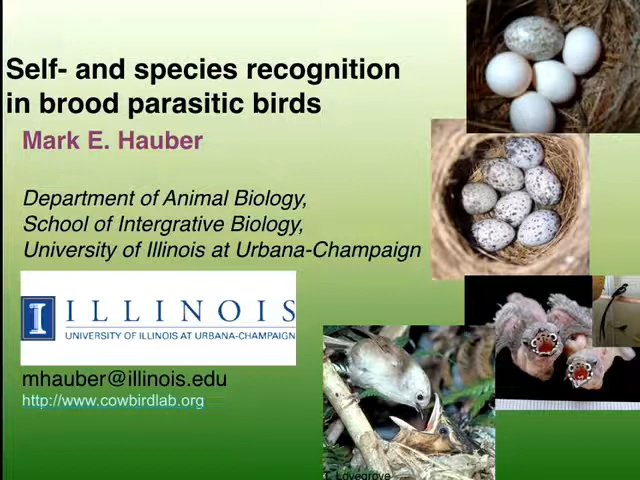 Self- and species recognition
in brood parasitic birds
Mark E. Hauber
Department of Animal Biology,
School of Intergrative Biology,
University of Illinois at Urbana-Champaign
I ILLINOIS
UNIVERSITY OF ILLINOIS AT URBANA-CHAMPAIGN
mhauber@illinois.edu
http://www.cowbirdlab.org
Lovegrove